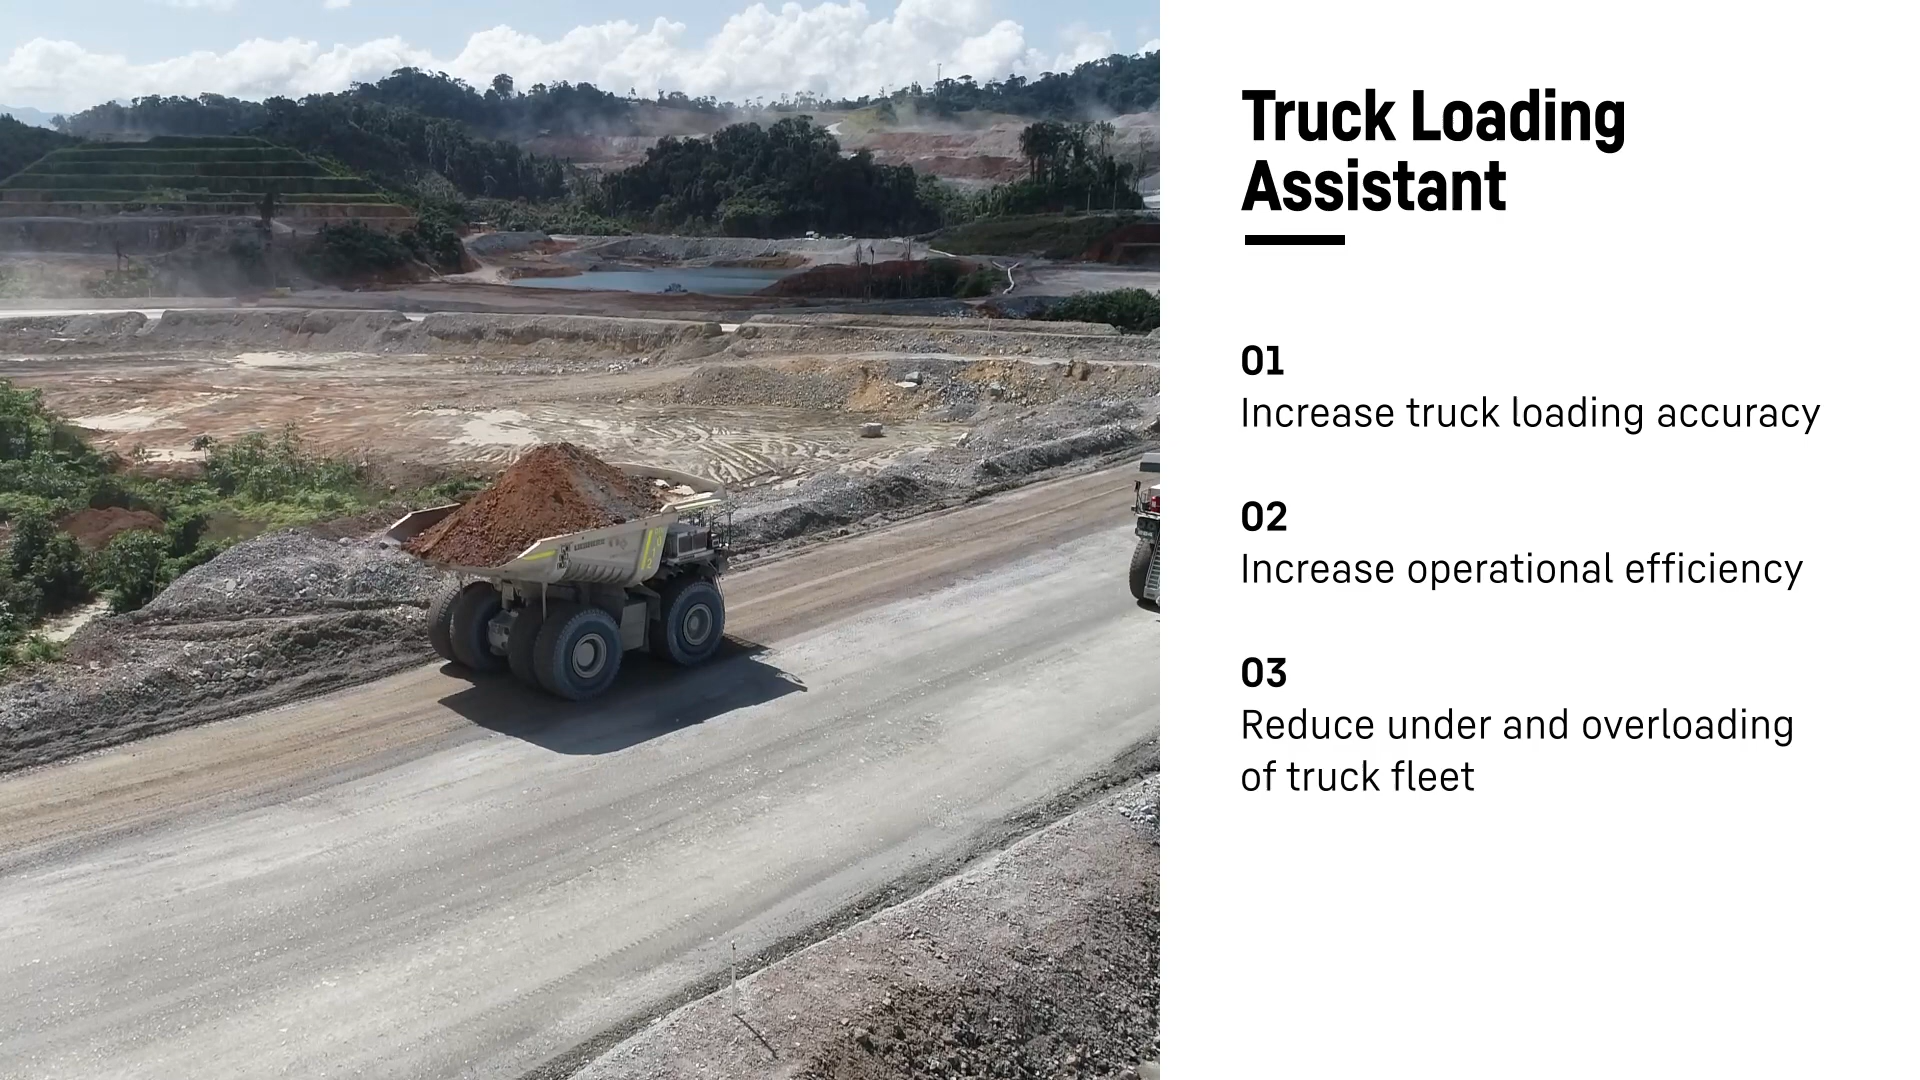 Truck Loading
Assistant
01
Increase truck loading accuracy
02
Increase operational efficiency
03
Reduce under and overloading
of truck fleet
LIEBHERR